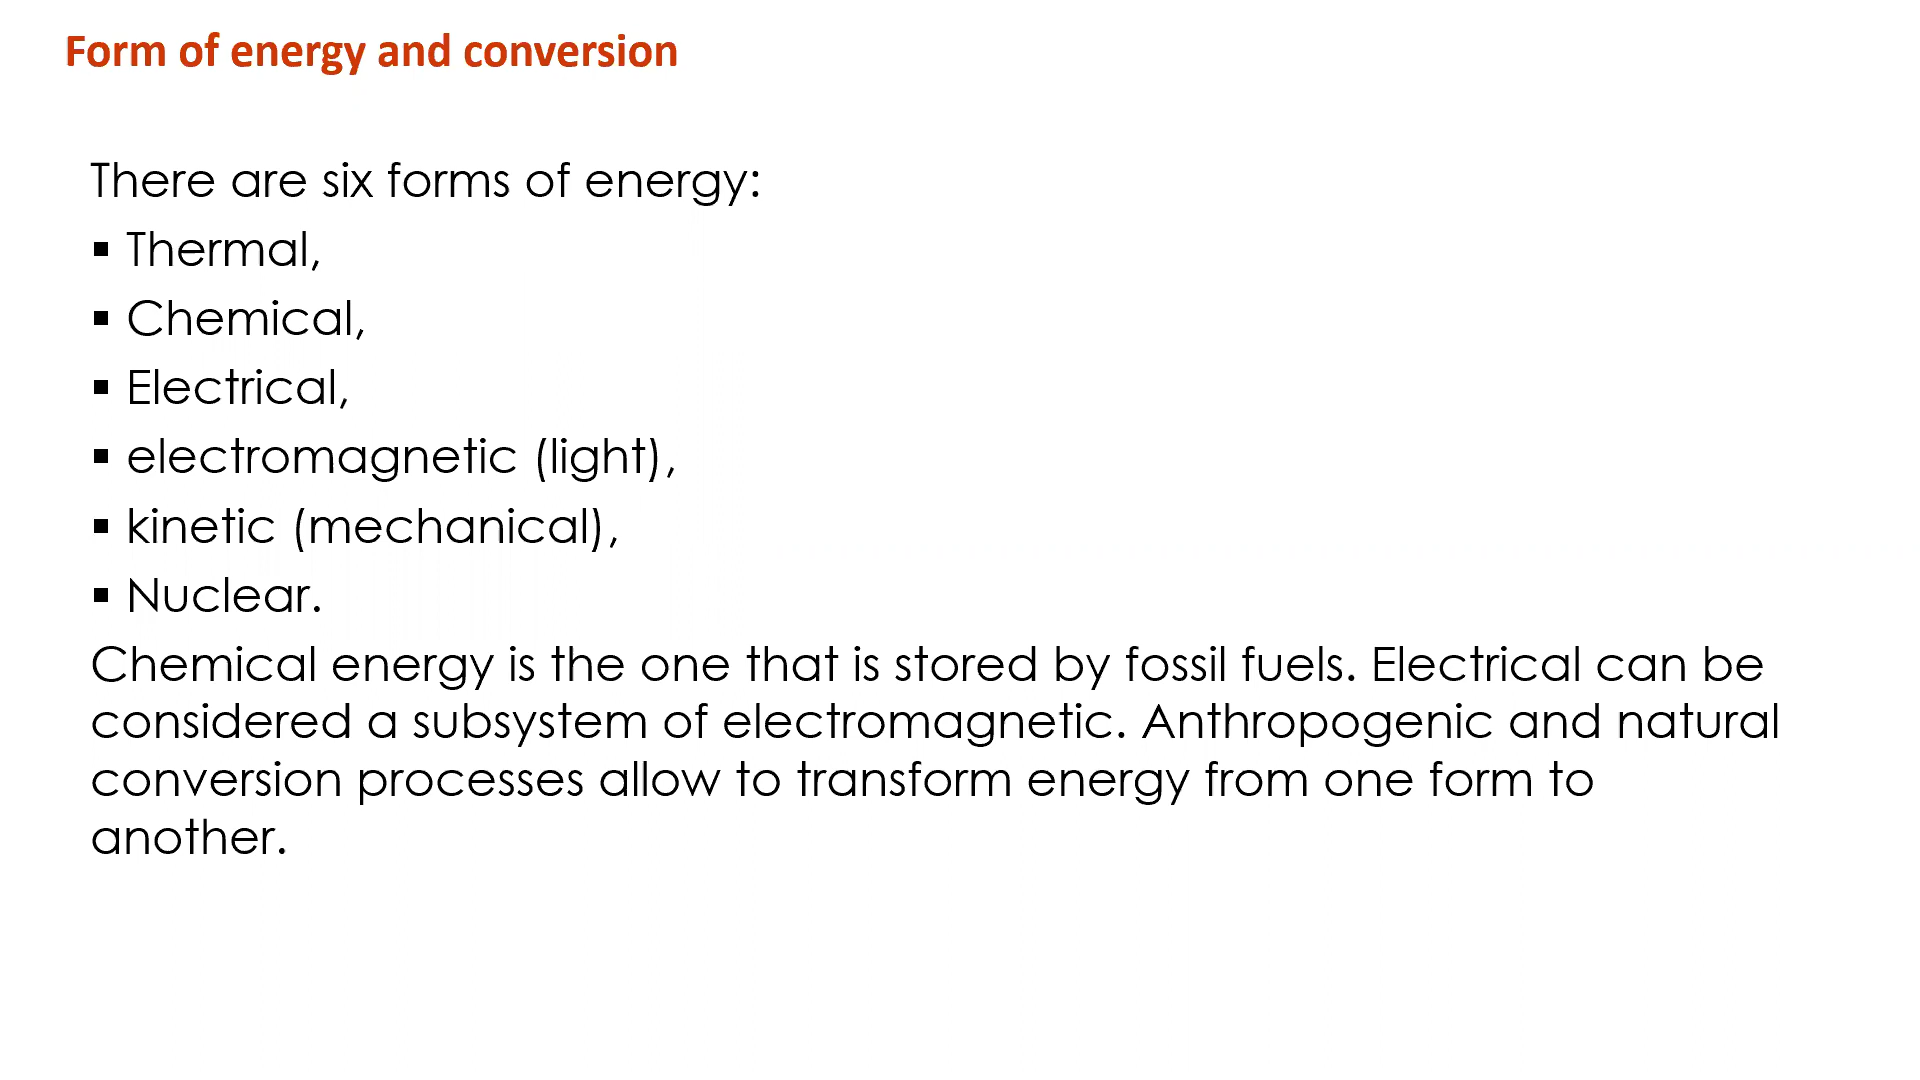 Form of energy and conversion
There are six forms of energy:
▪ Thermal,
▪ Chemical,
▪ Electrical,
▪ electromagnetic (light),
▪ kinetic (mechanical),
▪ Nuclear.
Chemical energy is the one that is stored by fossil fuels. Electrical can be
considered a subsystem of electromagnetic. Anthropogenic and natural
conversion processes allow to transform energy from one form to
another.